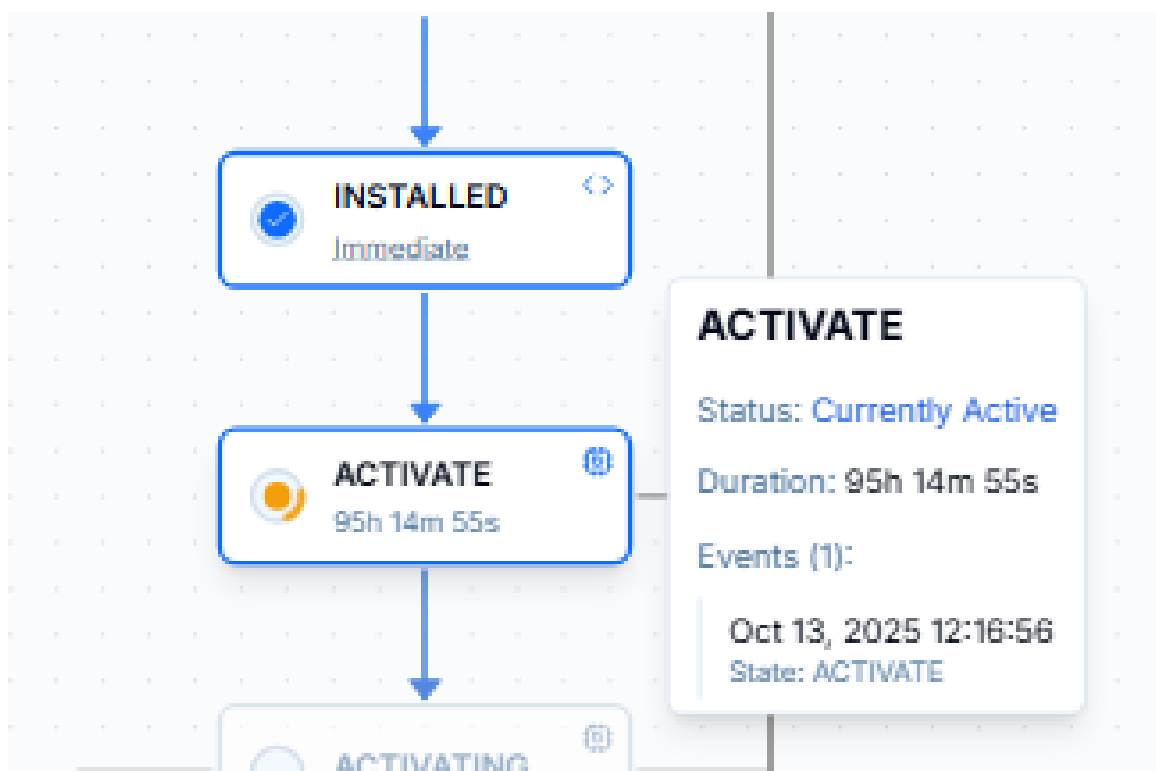 INSTALLED
Immediate
ACTIVATE
95h 14m 55s
ACTIVATE
Status: Currently Active
Duration: 95h 14m 55s
Events (1):
Oct 13, 2025 12:16:56
State: ACTIVATE
ACTIVATING